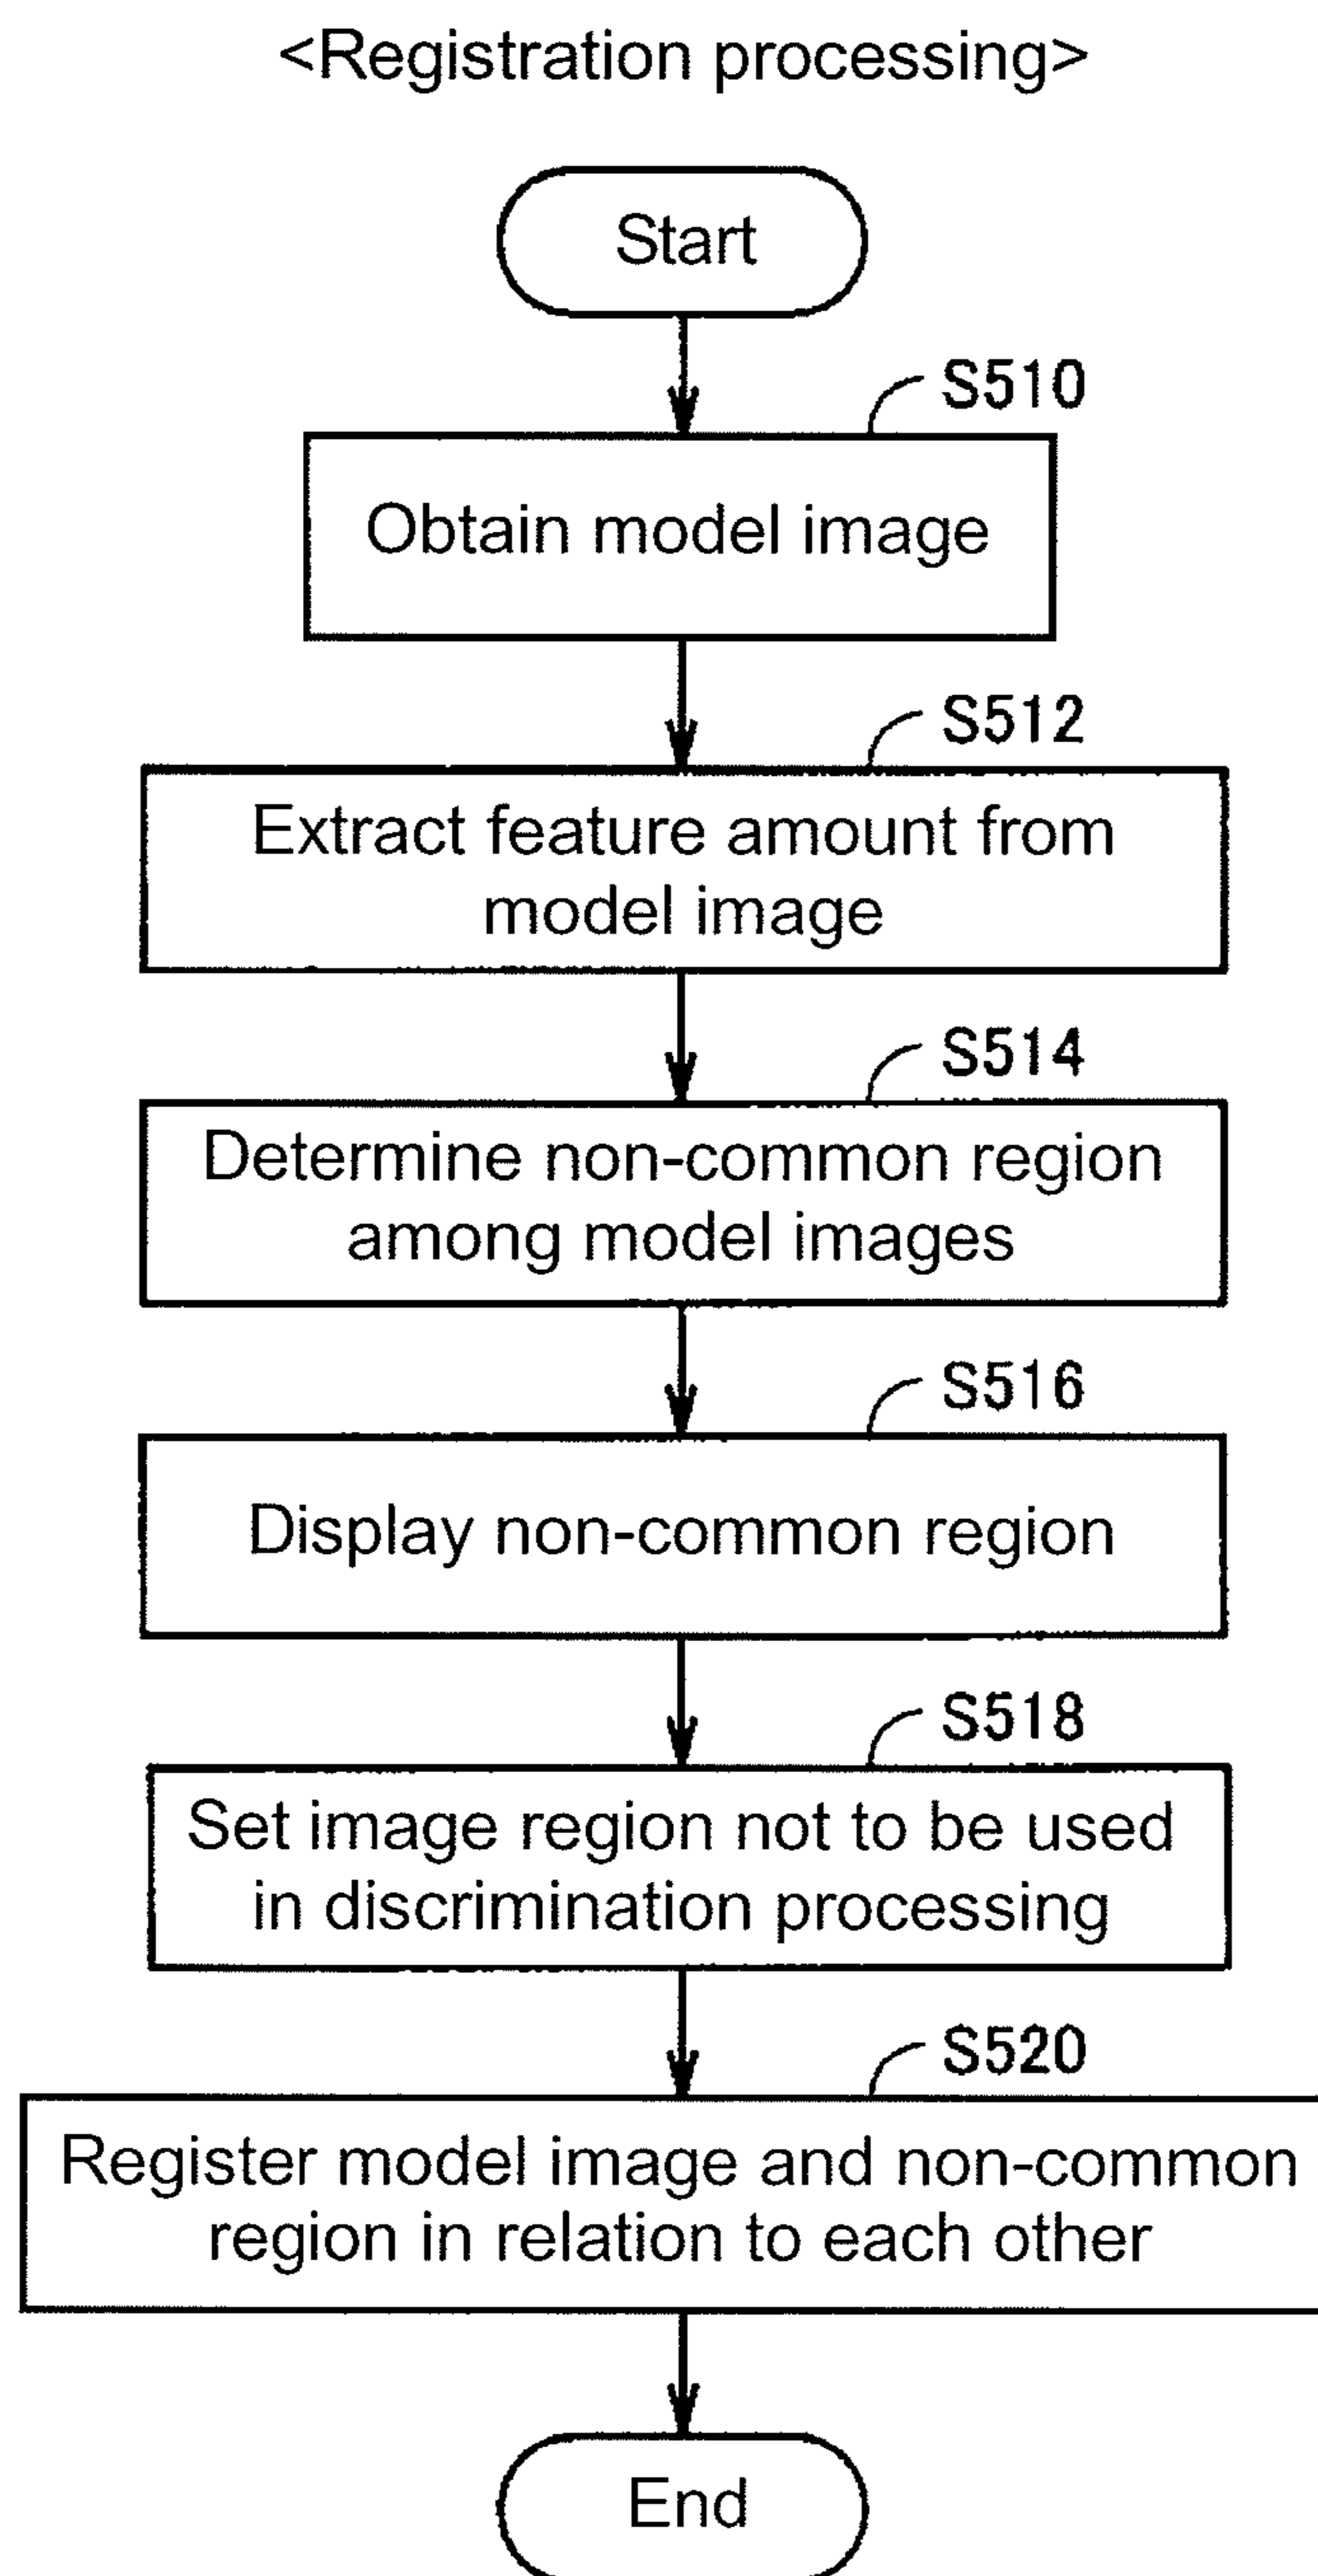 <Registration processing>
Start
S510
Obtain model image
S512
Extract feature amount from
model image
S514
Determine non-common region
among model images
S516
Display non-common region
S518
Set image region not to be used
in discrimination processing
S520
Register model image and non-common
region in relation to each other
End